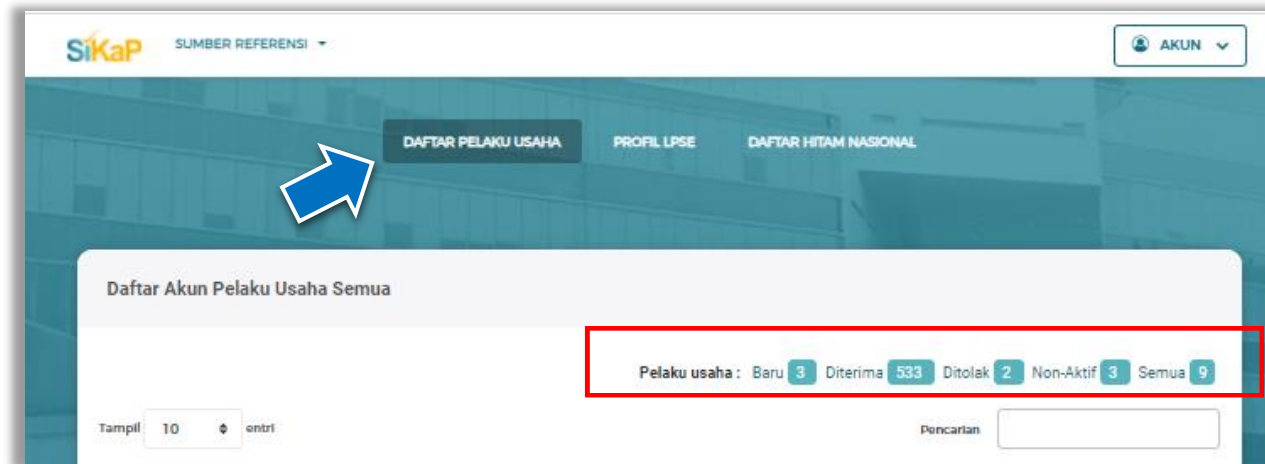 SiKaP SUMBER REFERENSI AKUN
DAFTAR PELAKU USAHA PROFIL LPSE DAFTAR HITAM NASIONAL
Daftar Akun Pelaku Usaha Semua
Pelaku usaha : Baru 3 Diterima 533 Ditolak 2 Non-Aktif 3 Semua 9
Tampil 10 entri Pencarian